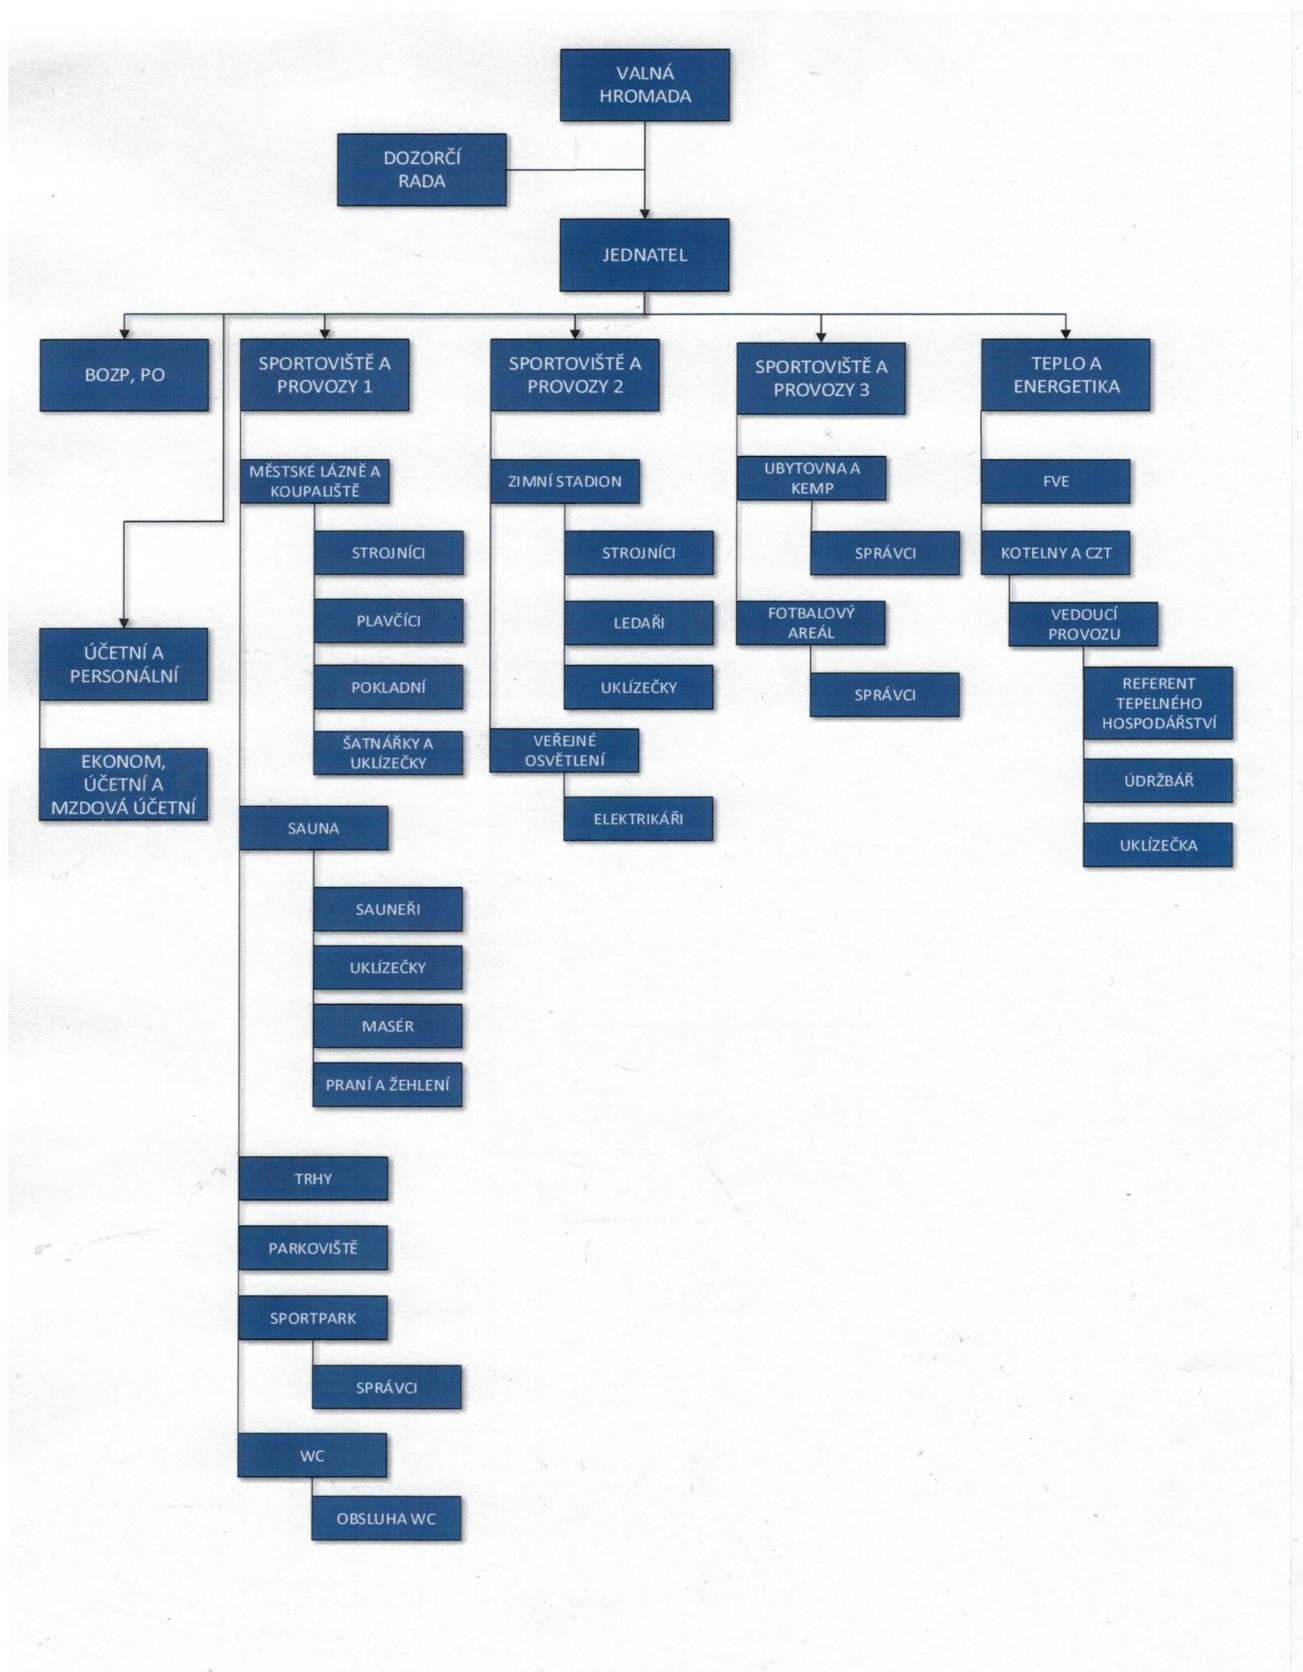 VALNÁ
HROMADA
DOZORČÍ
RADA
JEDNATEL
BOZP, PO
ÚČETNÍ A
PERSONÁLNÍ
EKONOM,
ÚČETNÍ A
MZDOVÁ ÚČETNÍ
SPORTOVIŠTĚ A
PROVOZY 1
MĚSTSKÉ LÁZNĚ A
KOUPALIŠTĚ
STROJNÍCI
PLAVČÍCI
POKLADNÍ
ŠATNÁŘKY A
UKLÍZEČKY
SAUNA
SAUNEŘI
UKLÍZEČKY
MASÉR
PRANÍ A ŽEHLENÍ
TRHY
PARKOVIŠTĚ
SPORTPARK
SPRÁVCI
WC
OBSLUHA WC
SPORTOVIŠTĚ A
PROVOZY 2
ZIMNÍ STADION
STROJNÍCI
LEDAŘI
UKLÍZEČKY
VEŘEJNÉ
OSVĚTLENÍ
ELEKTRIKÁŘI
SPORTOVIŠTĚ A
PROVOZY 3
UBYTOVNA A
KEMP
SPRÁVCI
FOTBALOVÝ
AREÁL
SPRÁVCI
TEPLO A
ENERGETIKA
FVE
KOTELNY A CZT
VEDOUCÍ
PROVOZU
REFERENT
TEPELNÉHO
HOSPODÁŘSTVÍ
ÚDRŽBÁŘ
UKLÍZEČKA